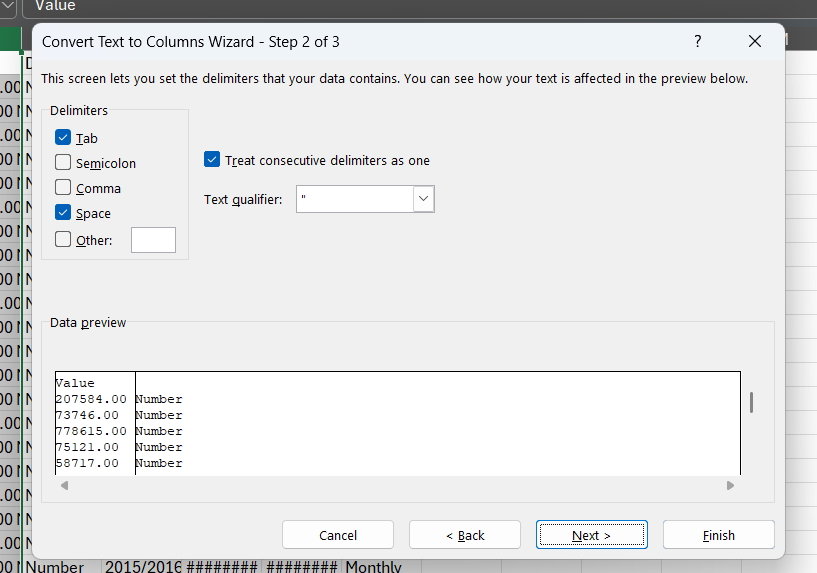 Value
Convert Text to Columns Wizard - Step 2 of 3
?
This screen lets you set the delimiters that your data contains. You can see how your text is affected in the preview below.
Delimiters
Tab
Semicolon
Comma
Space
Other:
Treat consecutive delimiters as one
Text qualifier: "
Data preview
Value
207584.00 Number
73746.00 Number
778615.00 Number
75121.00 Number
58717.00 Number
Cancel
< Back
Next >
Finish
Number 2015/2016 ######## ######## Monthly